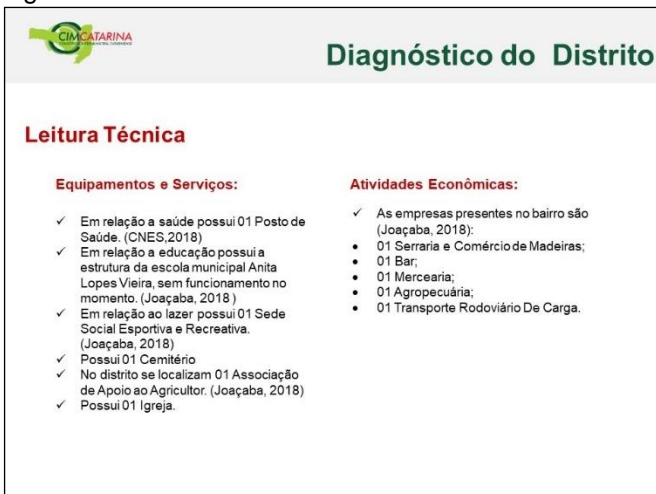 CIMCATARINA
Diagnóstico do Distrito
Leitura Técnica
Equipamentos e Serviços:
✓ Em relação a saúde possui 01 Posto de
Saúde. (CNES,2018)
✓ Em relação a educação possui a
estrutura da escola municipal Anita
Lopes Vieira, sem funcionamento no
momento. (Joaçaba, 2018 )
✓ Em relação ao lazer possui 01 Sede
Social Esportiva e Recreativa.
(Joaçaba, 2018)
✓ Possui 01 Cemitério
✓ No distrito se localizam 01 Associação
de Apoio ao Agricultor. (Joaçaba, 2018)
✓ Possui 01 Igreja.
Atividades Econômicas:
✓ As empresas presentes no bairro são
(Joaçaba, 2018):
• 01 Serraria e Comércio de Madeiras;
• 01 Bar;
• 01 Mercearia;
• 01 Agropecuária;
• 01 Transporte Rodoviário De Carga.